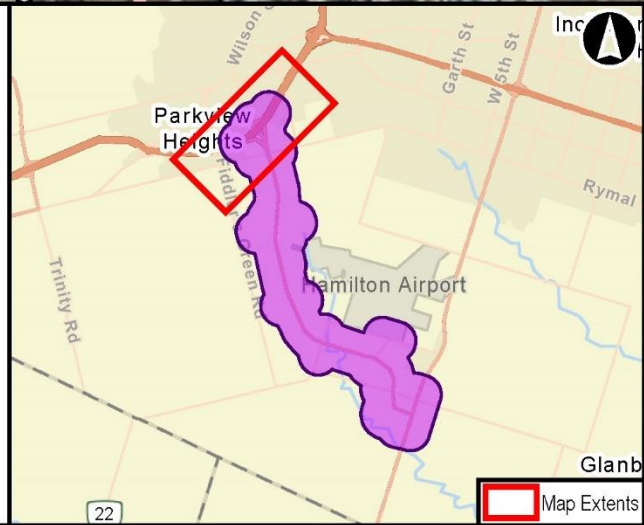 Wilson
Garth St
W 5th St
Parkview
Heights
Fiddler's Green Rd
Rymal
Trinity Rd
Hamilton Airport
Glanb
22
Map Extents